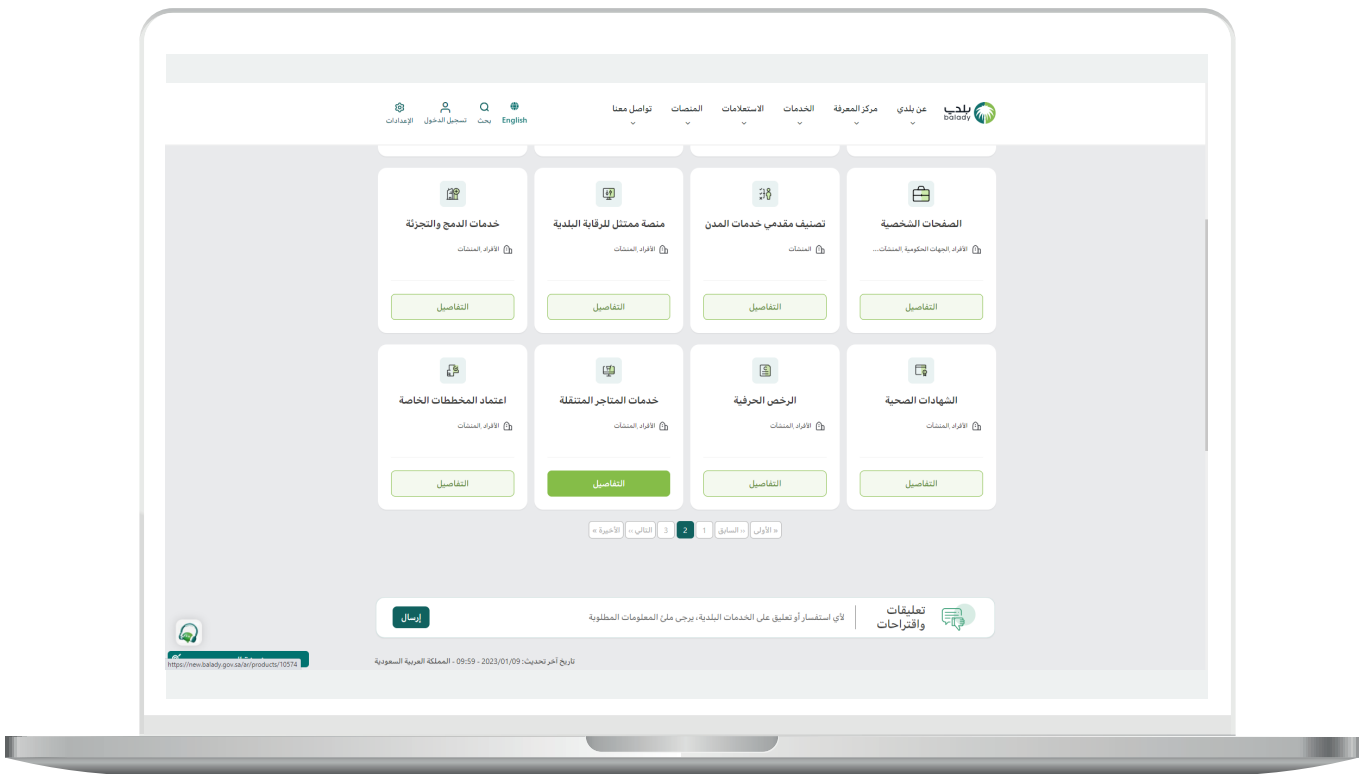 بلدي
balady
عن بلدي
مركز المعرفة
الخدمات
الاستعلامات
المنصات
تواصل معنا
English
بحث
تسجيل الدخول
الإعدادات
الصفحات الشخصية
الأفراد ,الجهات الحكومية ,المنشآت...
التفاصيل
تصنيف مقدمي خدمات المدن
المنشآت
التفاصيل
منصة ممتثل للرقابة البلدية
الأفراد ,المنشآت
التفاصيل
خدمات الدمج والتجزئة
الأفراد ,المنشآت
التفاصيل
الشهادات الصحية
الأفراد ,المنشآت
التفاصيل
الرخص الحرفية
الأفراد ,المنشآت
التفاصيل
خدمات المتاجر المتنقلة
الأفراد ,المنشآت
التفاصيل
اعتماد المخططات الخاصة
الأفراد ,المنشآت
التفاصيل
« الأولى ‹‹ السابق 1 2 3 التالي ›› الأخيرة »
تعليقات
واقتراحات
لأي استفسار أو تعليق على الخدمات البلدية، يرجى ملئ المعلومات المطلوبة
إرسال
تاريخ آخر تحديث: 2023/01/09 - 09:59 - المملكة العربية السعودية
https://new.balady.gov.sa/ar/products/10574